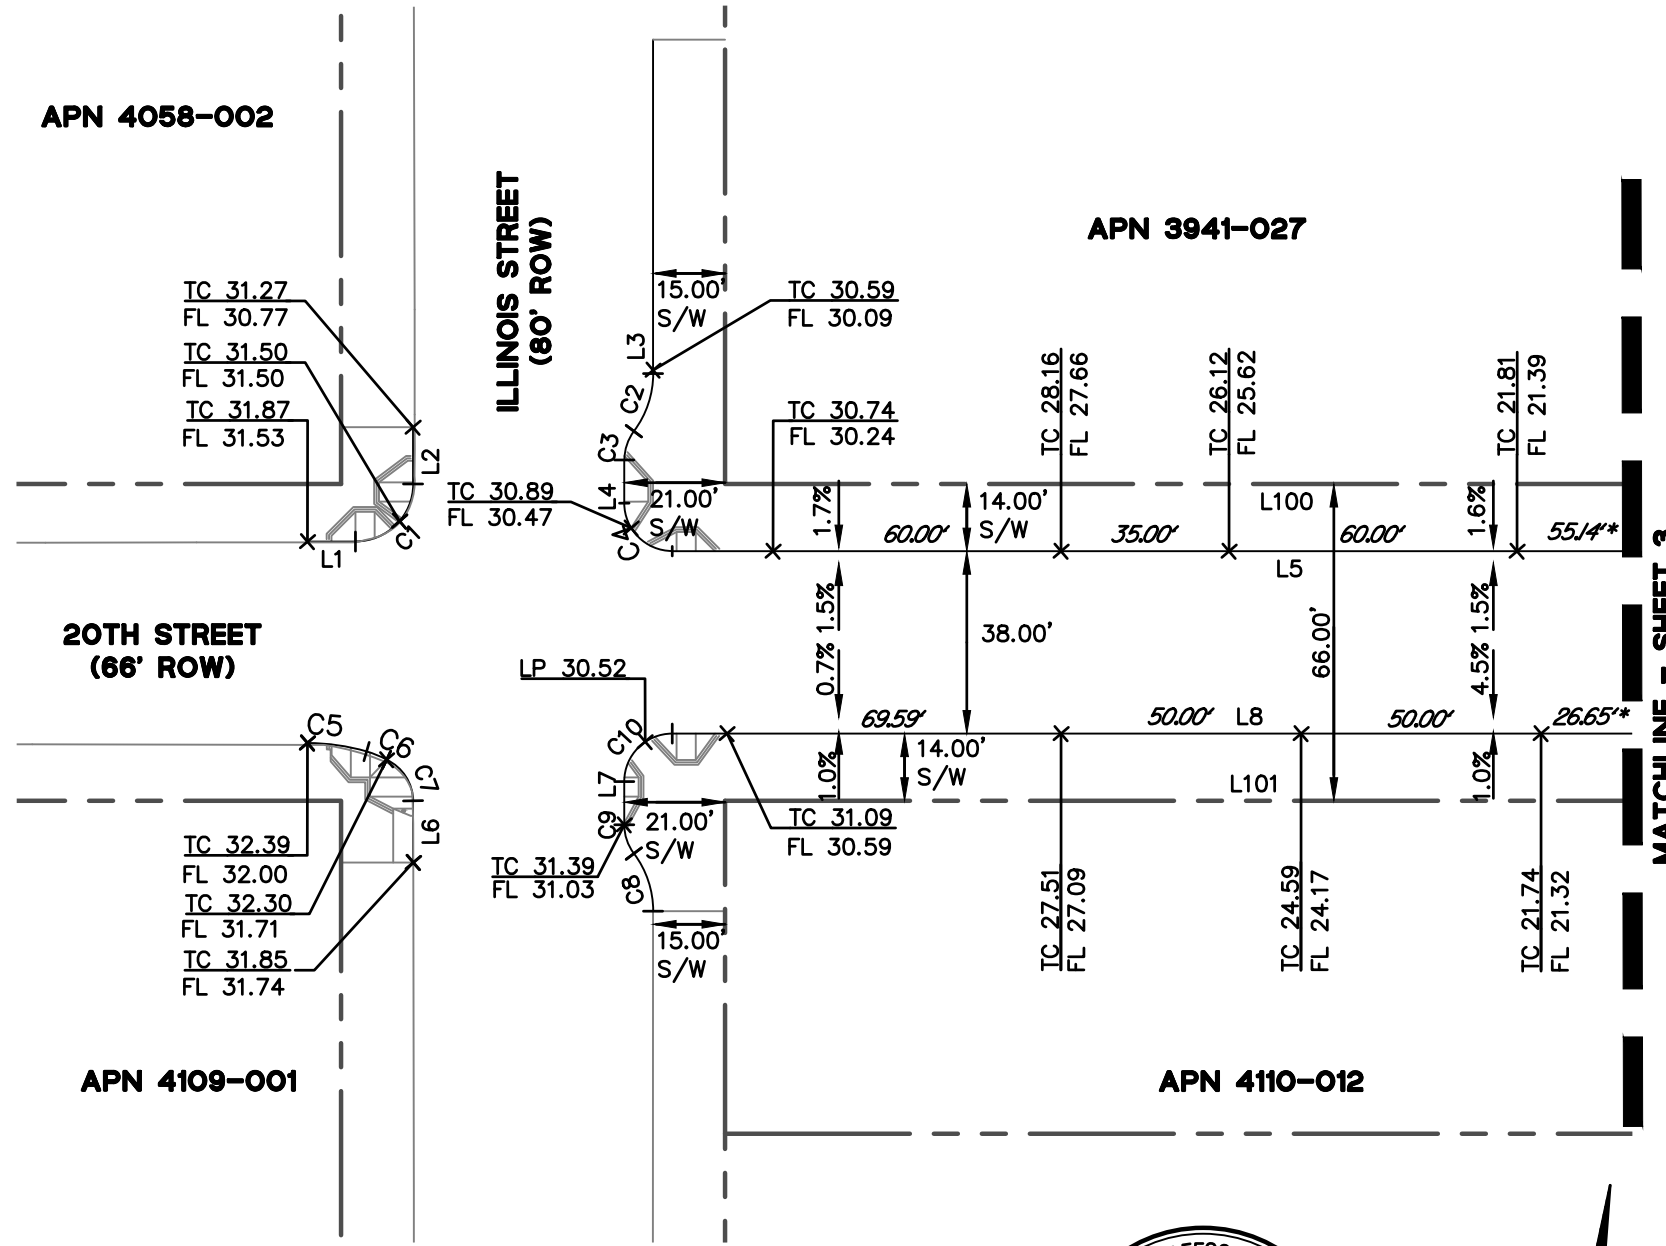 APN 4058-002
ILLINOIS STREET
(80' ROW)
APN 3941-027
TC 31.27
FL 30.77
TC 31.50
FL 31.50
TC 31.87
FL 31.53
L1
C1
L2
15.00'
S/W
L3
C2
C3
L4
TC 30.59
FL 30.09
TC 30.74
FL 30.24
TC 30.89
FL 30.47
21.00'
S/W
TC 28.16
FL 27.66
TC 26.12
FL 25.62
TC 21.81
FL 21.39
1.7%
60.00'
14.00'
S/W
35.00'
L100
60.00'
1.6%
55.14'*
L5
20TH STREET
(66' ROW)
1.5%
0.7%
38.00'
66.00'
1.5%
4.5%
MATCHLINE - SHEET 3
LP 30.52
C5
C6
C7
L6
C10
L7
C9
C8
69.59'
50.00'
L8
50.00'
26.65'*
1.0%
14.00'
S/W
L101
1.0%
TC 32.39
FL 32.00
TC 32.30
FL 31.71
TC 31.85
FL 31.74
21.00'
S/W
TC 31.09
FL 30.59
TC 31.39
FL 31.03
15.00'
S/W
TC 27.51
FL 27.09
TC 24.59
FL 24.17
TC 21.74
FL 21.32
APN 4109-001
APN 4110-012